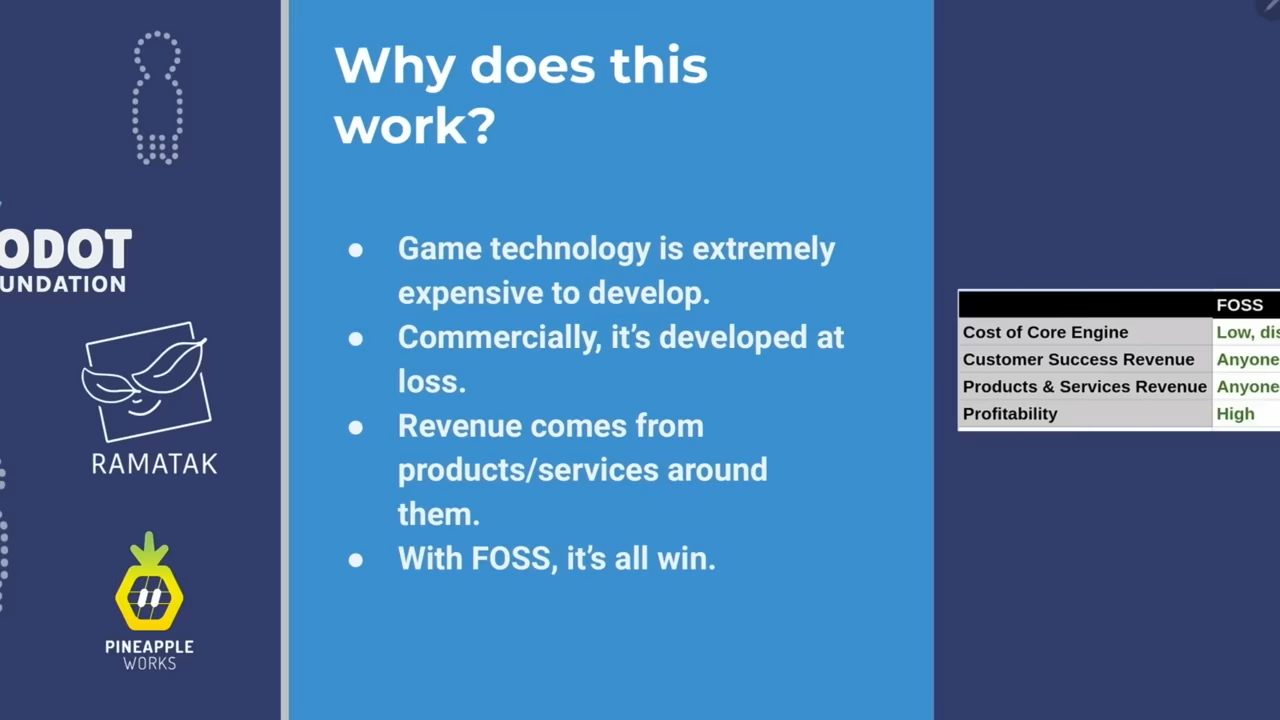 ODOT
UNDATION
RAMATAK
PINEAPPLE
WORKS
Why does this
work?
● Game technology is extremely
expensive to develop.
● Commercially, it’s developed at
loss.
● Revenue comes from
products/services around
them.
● With FOSS, it’s all win.
FOSS
Cost of Core Engine Low, dis
Customer Success Revenue Anyone
Products & Services Revenue Anyone
Profitability High